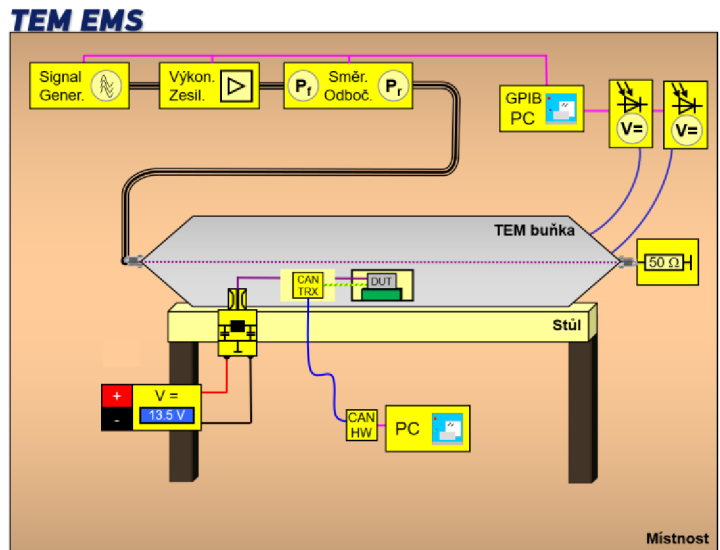 TEM EMS
Signal
Gener.
Výkon.
Zesil.
Pf
Směr.
Odboč.
Pr
GPIB
PC
V=
V=
TEM buňka
50 Ω
CAN
TRX
DUT
Stůl
+
-
V =
13.5 V
CAN
HW
PC
Místnost